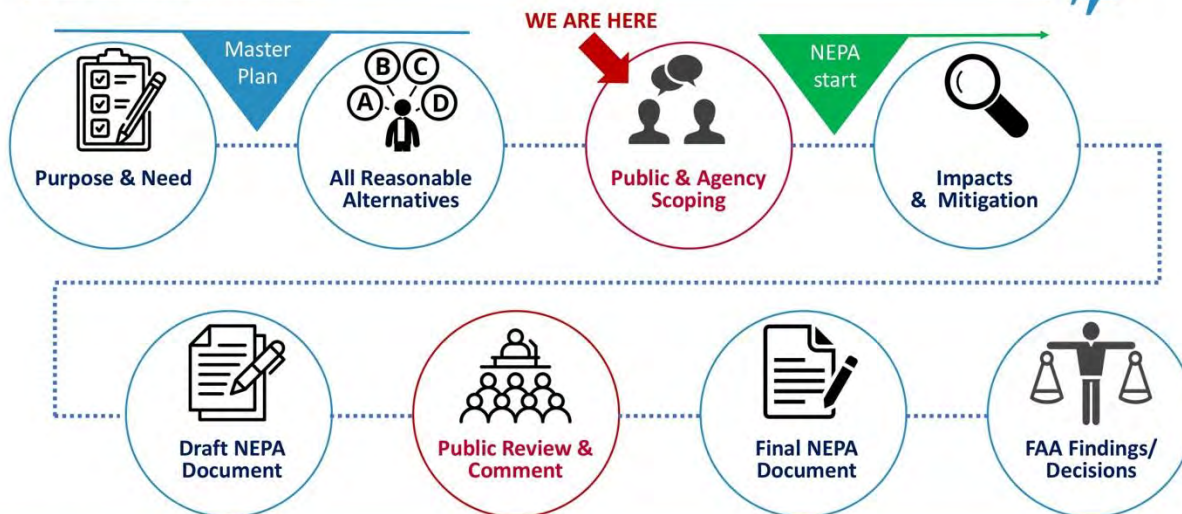 WE ARE HERE
Master
Plan
NEPA
start
B C
A D
Purpose & Need
All Reasonable
Alternatives
Public & Agency
Scoping
Impacts
& Mitigation
Draft NEPA
Document
Public Review &
Comment
Final NEPA
Document
FAA Findings/
Decisions